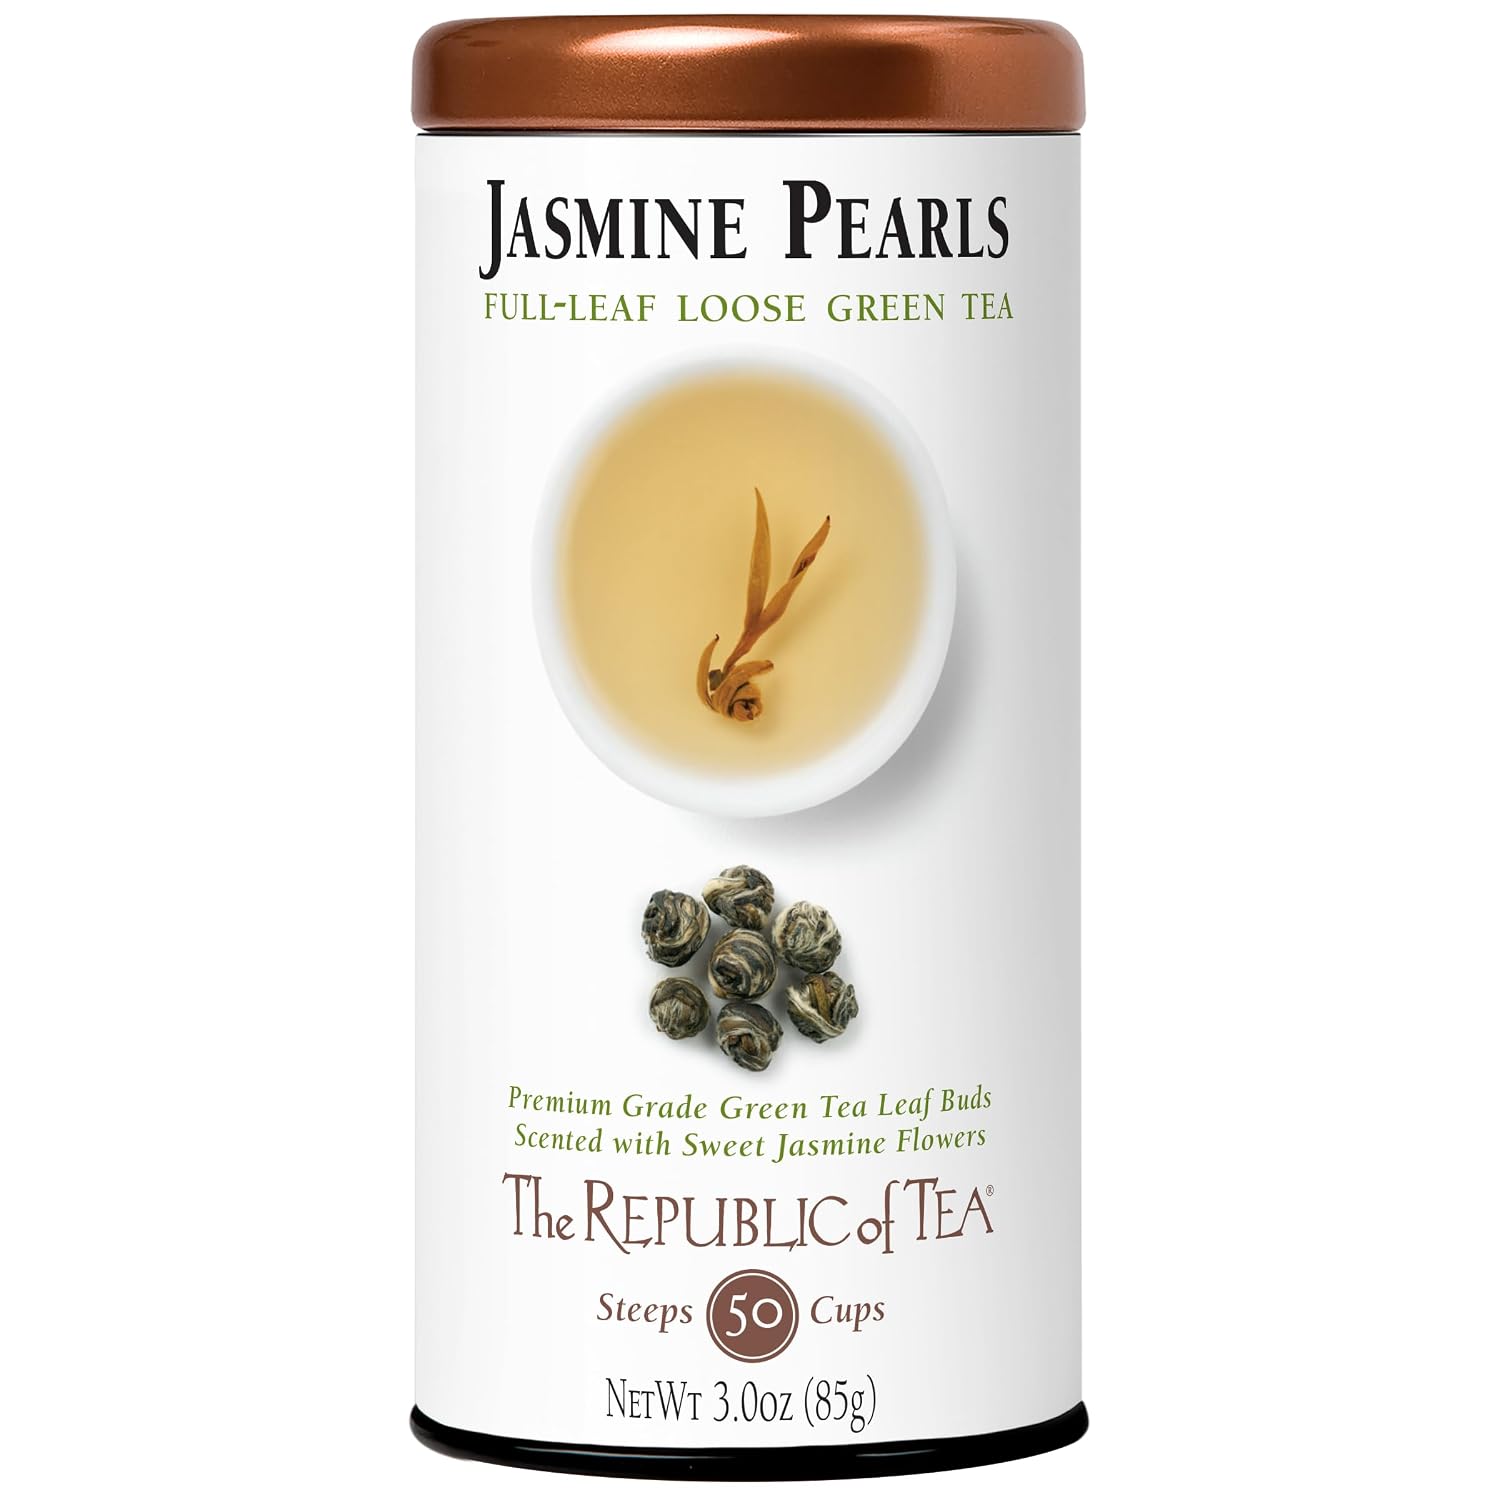 JASMINE PEARLS
FULL-LEAF LOOSE GREEN TEA
Premium Grade Green Tea Leaf Buds
Scented with Sweet Jasmine Flowers
The REPUBLIC of TEA®
Steeps 50 Cups
NETWT 3.0OZ (85g)